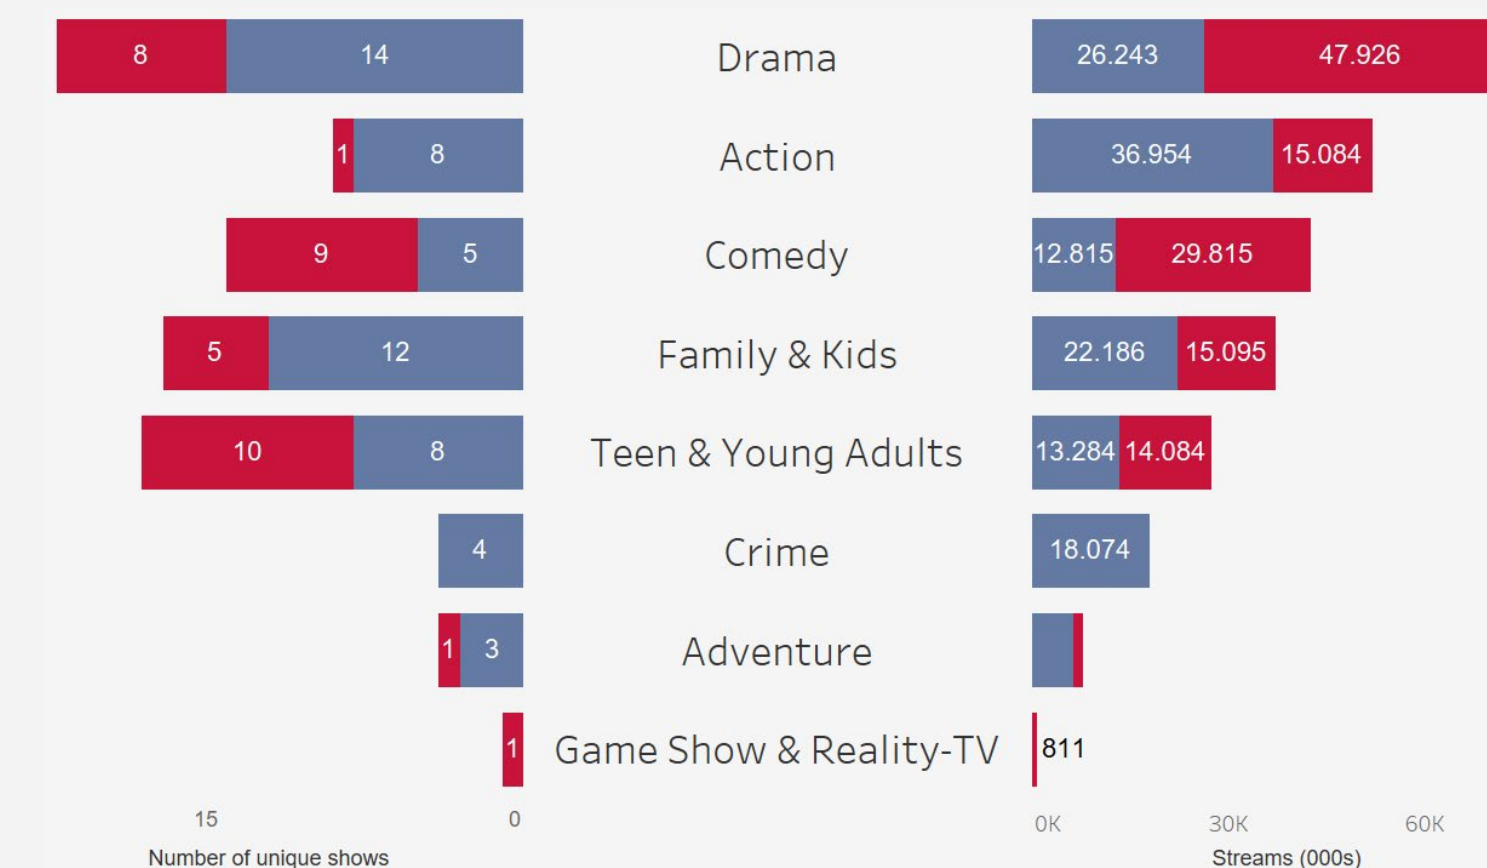 8 14 Drama 26.243 47.926
1 8 Action 36.954 15.084
9 5 Comedy 12.815 29.815
5 12 Family & Kids 22.186 15.095
10 8 Teen & Young Adults 13.284 14.084
4 Crime 18.074
1 3 Adventure
1 Game Show & Reality-TV 811
15 0 0K 30K 60K
Number of unique shows Streams (000s)